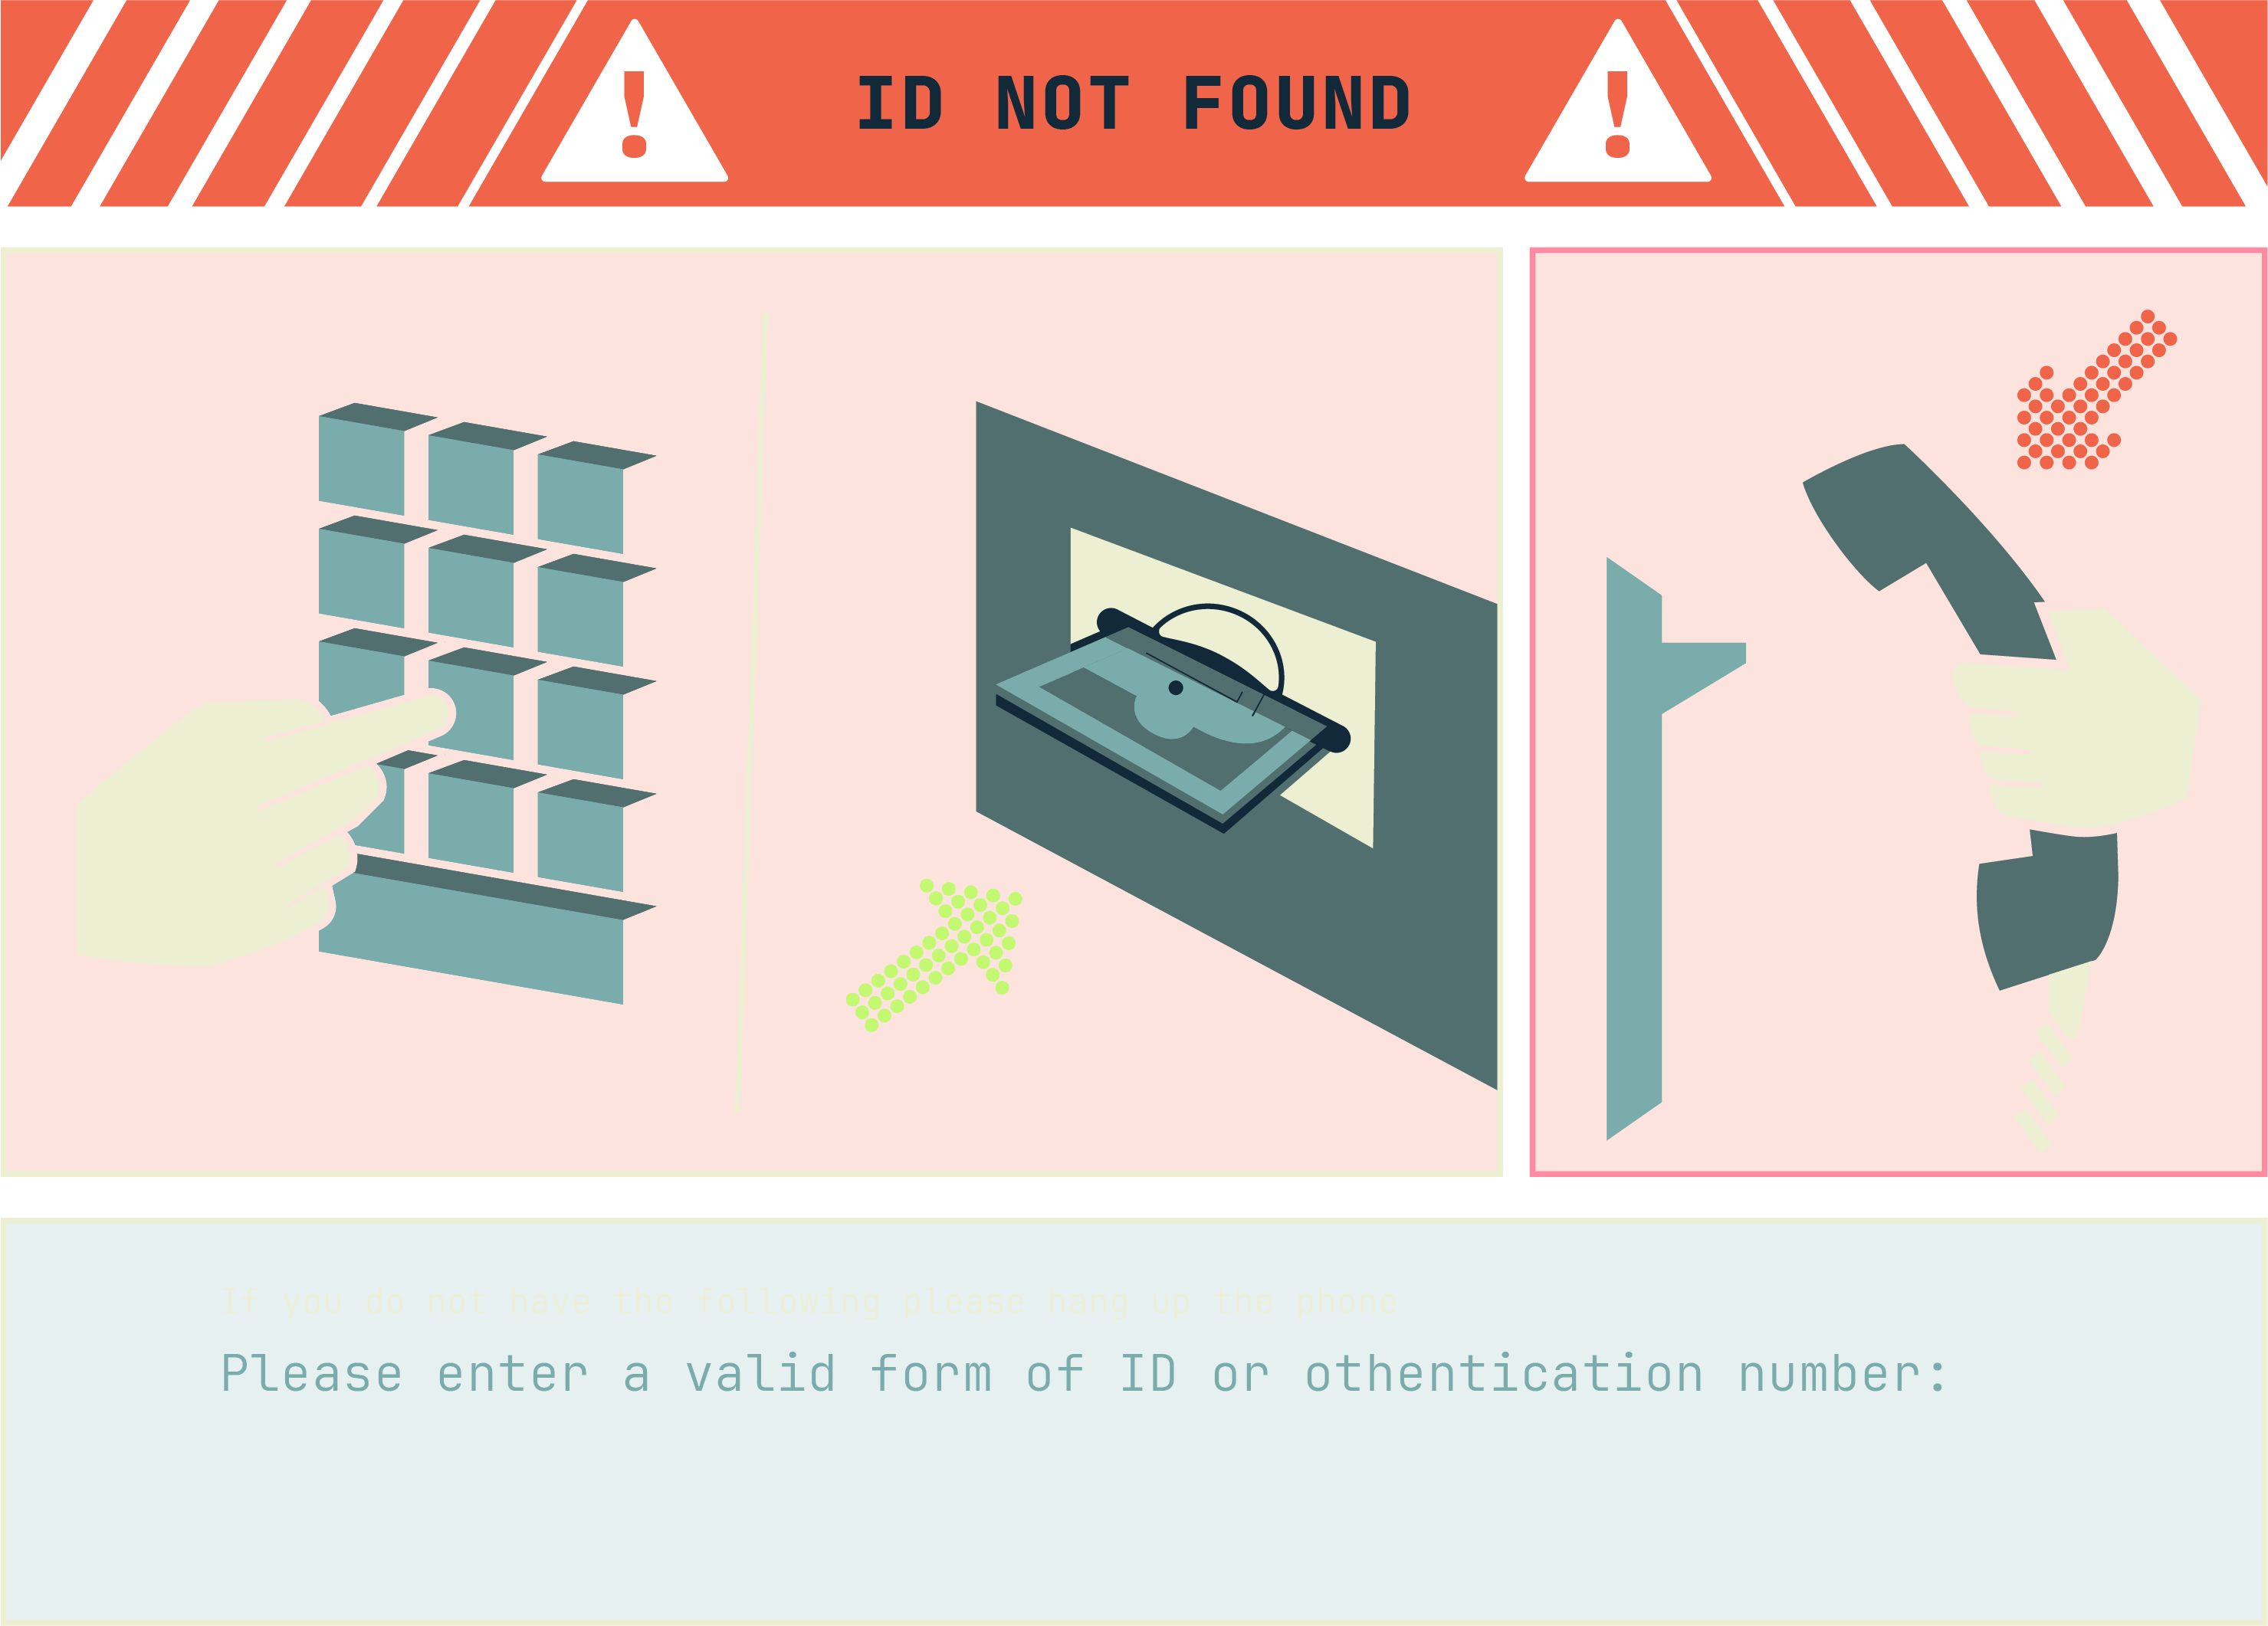 ID NOT FOUND
If you do not have the following please hang up the phone
Please enter a valid form of ID or othentication number: